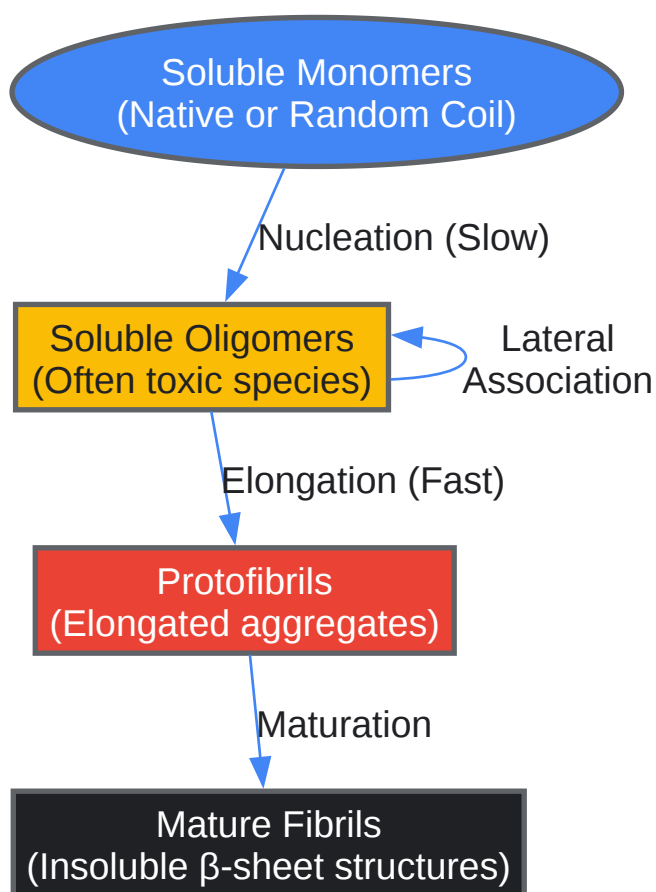 Soluble Monomers
(Native or Random Coil)
Nucleation (Slow)
Soluble Oligomers
(Often toxic species)
Lateral
Association
Elongation (Fast)
Protofibrils
(Elongated aggregates)
Maturation
Mature Fibrils
(Insoluble β-sheet structures)